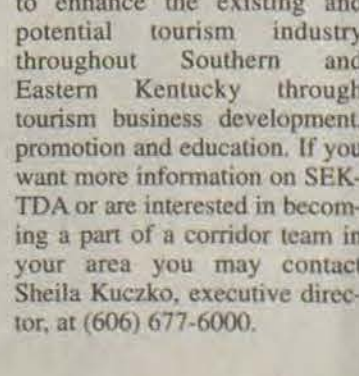 to enhance the existing and
potential tourism industry
throughout Southern and
Eastern Kentucky through
tourism business development,
promotion and education. If you
want more information on SEK-
TDA or are interested in becom-
ing a part of a corridor team in
your area you may contact
Sheila Kuczko, executive direc-
tor, at (606) 677-6000.